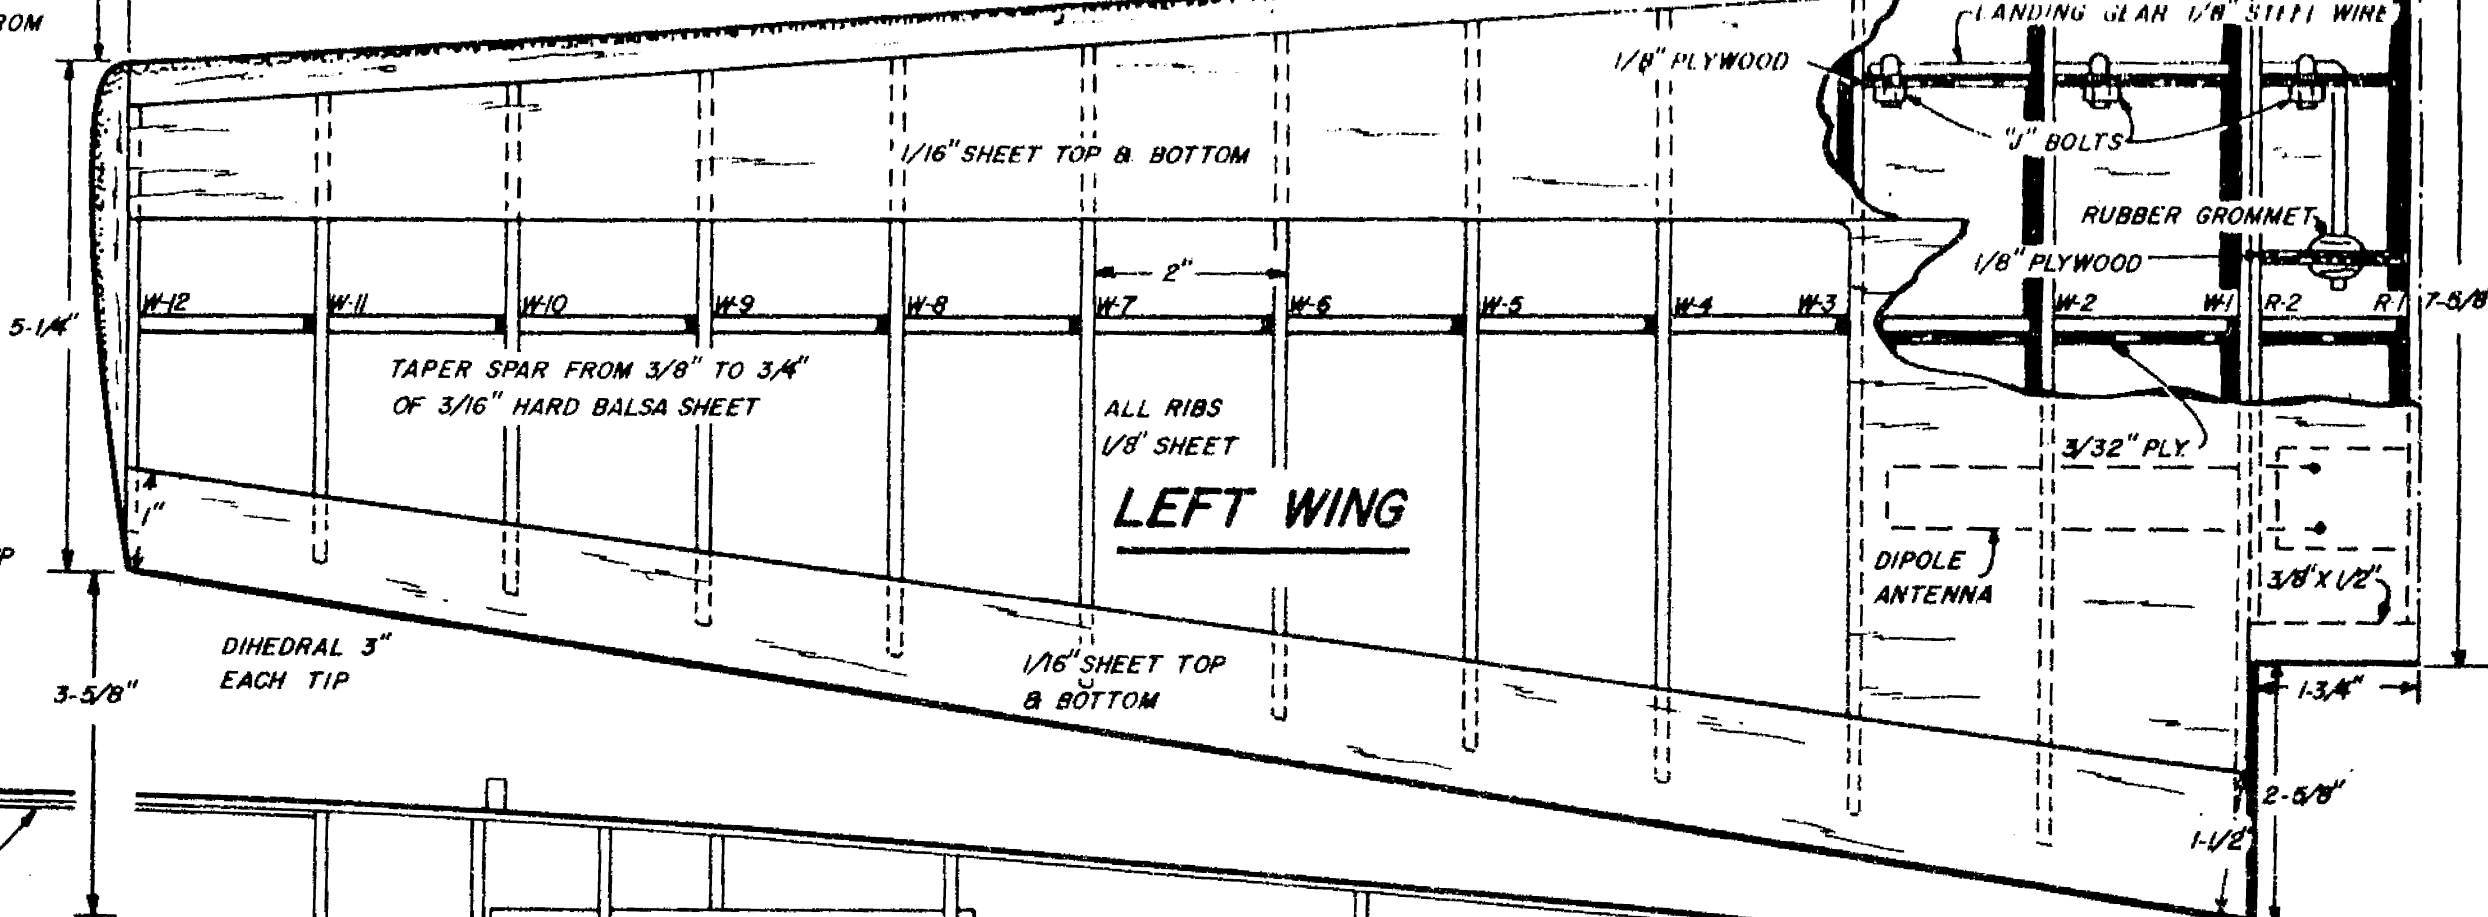 LANDING GEAR 1/8" STEEL WIRE
1/8" PLYWOOD
"J" BOLTS
1/16" SHEET TOP & BOTTOM
RUBBER GROMMET
1/8" PLYWOOD
2"
W-12 W-11 W-10 W-9 W-8 W-7 W-6 W-5 W-4 W-3 W-2 W-1 R-2 R-1
7-5/8"
5-1/4"
TAPER SPAR FROM 3/8" TO 3/4"
OF 3/16" HARD BALSA SHEET
ALL RIBS
1/8" SHEET
3/32" PLY.
LEFT WING
1"
DIPOLE
ANTENNA
3/8" X 1/2"
DIHEDRAL 3"
EACH TIP
1/16" SHEET TOP
& BOTTOM
3-5/8"
1-3/4"
2-5/8"
1-1/2"